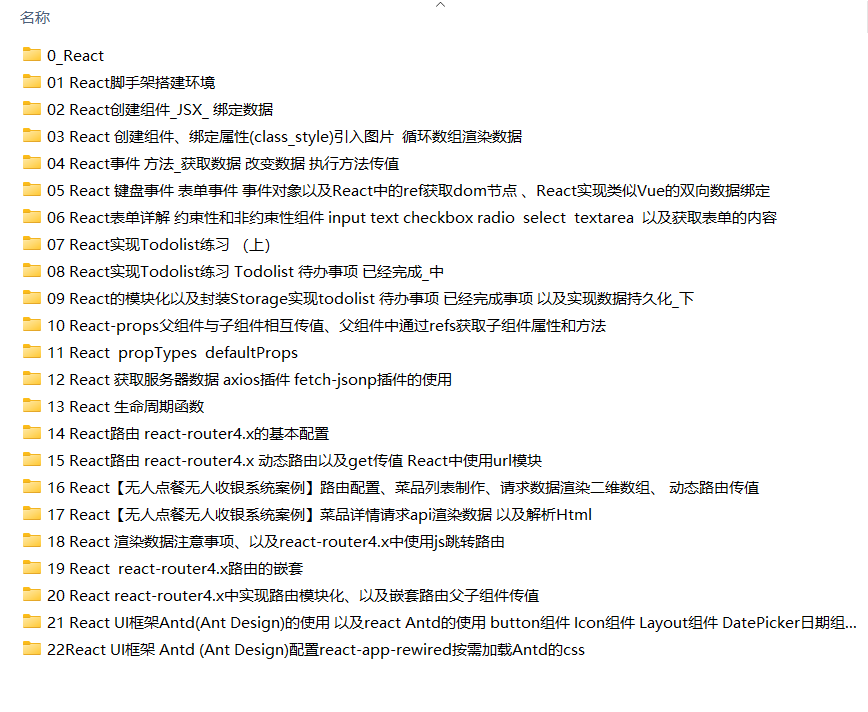 名称
0_React
01 React脚手架搭建环境
02 React创建组件_JSX_ 绑定数据
03 React 创建组件、绑定属性(class_style)引入图片  循环数组渲染数据
04 React事件 方法_获取数据 改变数据 执行方法传值
05 React 键盘事件 表单事件 事件对象以及React中的ref获取dom节点 、React实现类似Vue的双向数据绑定
06 React表单详解 约束性和非约束性组件 input text checkbox radio  select  textarea  以及获取表单的内容
07 React实现Todolist练习 （上）
08 React实现Todolist练习 Todolist 待办事项 已经完成_中
09 React的模块化以及封装Storage实现todolist 待办事项 已经完成事项 以及实现数据持久化_下
10 React-props父组件与子组件相互传值、父组件中通过refs获取子组件属性和方法
11 React  propTypes  defaultProps
12 React 获取服务器数据 axios插件 fetch-jsonp插件的使用
13 React 生命周期函数
14 React路由 react-router4.x的基本配置
15 React路由 react-router4.x 动态路由以及get传值 React中使用url模块
16 React【无人点餐无人收银系统案例】路由配置、菜品列表制作、请求数据渲染二维数组、 动态路由传值
17 React【无人点餐无人收银系统案例】菜品详情请求api渲染数据 以及解析Html
18 React 渲染数据注意事项、以及react-router4.x中使用js跳转路由
19 React  react-router4.x路由的嵌套
20 React react-router4.x中实现路由模块化、以及嵌套路由父子组件传值
21 React UI框架Antd(Ant Design)的使用 以及react Antd的使用 button组件 Icon组件 Layout组件 DatePicker日期组...
22React UI框架 Antd (Ant Design)配置react-app-rewired按需加载Antd的css